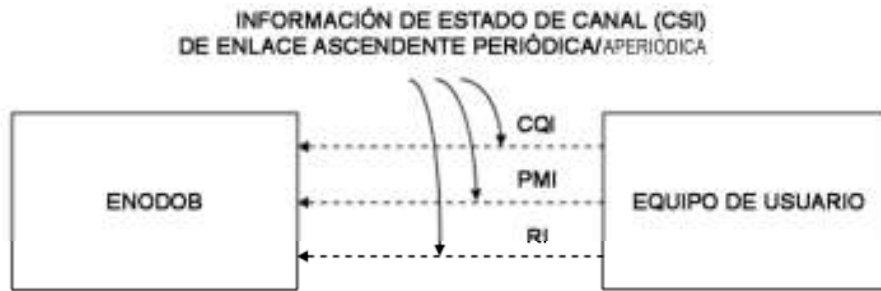 INFORMACIÓN DE ESTADO DE CANAL (CSI)
DE ENLACE ASCENDENTE PERIÓDICA/APERIÓDICA
CQI
ENODOB
PMI
EQUIPO DE USUARIO
RI